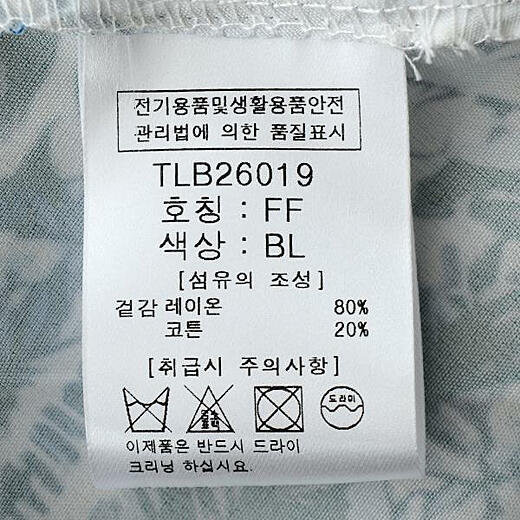 전기용품및생활용품안전
관리법에 의한 품질표시
TLB26019
호칭 : FF
색상 : BL
[섬유의 조성]
겉감 레이온 80%
코튼 20%
[취급시 주의사항]
드라이
이제품은 반드시 드라이
크리닝 하십시요.